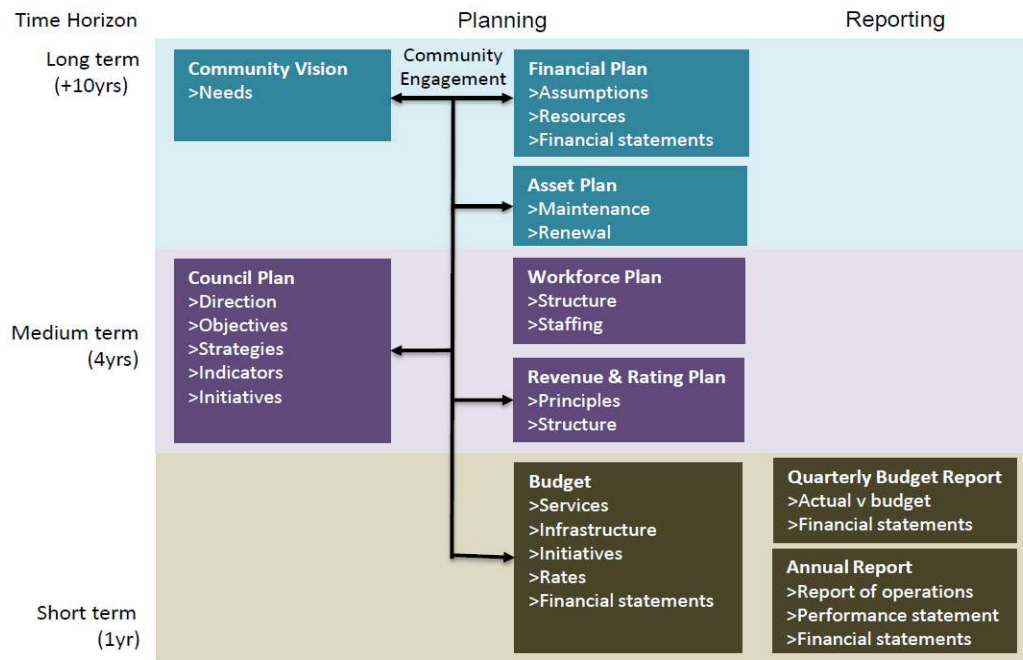 Time Horizon
Planning
Reporting
Long term
(+10yrs)
Community Vision
>Needs
Community
Engagement
Financial Plan
>Assumptions
>Resources
>Financial statements
Asset Plan
>Maintenance
>Renewal
Medium term
(4yrs)
Council Plan
>Direction
>Objectives
>Strategies
>Indicators
>Initiatives
Workforce Plan
>Structure
>Staffing
Revenue & Rating Plan
>Principles
>Structure
Short term
(1yr)
Budget
>Services
>Infrastructure
>Initiatives
>Rates
>Financial statements
Quarterly Budget Report
>Actual v budget
>Financial statements
Annual Report
>Report of operations
>Performance statement
>Financial statements